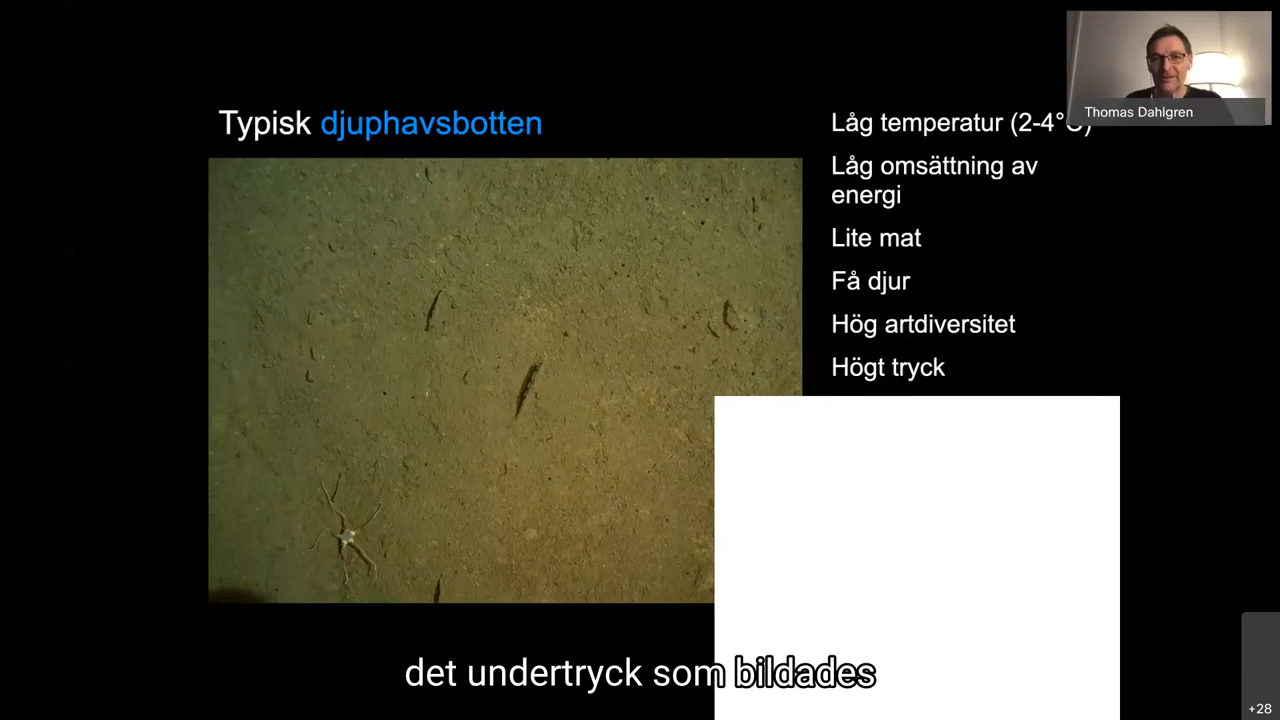 Thomas Dahlgren
Typisk djuphavsbotten
Låg temperatur (2-4°C)
Låg omsättning av
energi
Lite mat
Få djur
Hög artdiversitet
Högt tryck
det undertryck som bildades
+28